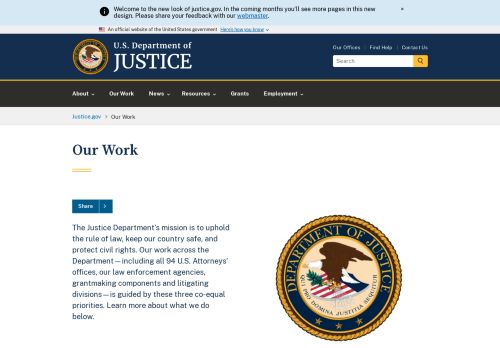 Welcome to the new look of justice.gov. In the coming months you'll see more pages in this new
design. Please share your feedback with our webmaster.
×
An official website of the United States government Here's how you know
U.S. Department of
JUSTICE
Our Offices | Find Help | Contact Us
Search
About Our Work News Resources Grants Employment
Justice.gov > Our Work
Our Work
Share >
The Justice Department's mission is to uphold
the rule of law, keep our country safe, and
protect civil rights. Our work across the
Department—including all 94 U.S. Attorneys'
offices, our law enforcement agencies,
grantmaking components and litigating
divisions—is guided by these three co-equal
priorities. Learn more about what we do
below.
DEPARTMENT OF JUSTICE
QUI PRO DOMINA JUSTITIA SEQUITUR